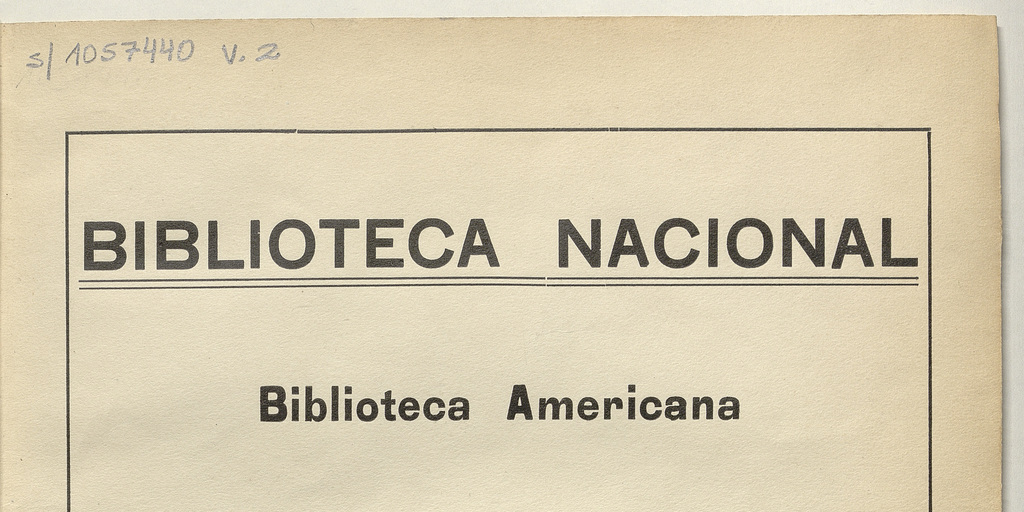 s/ 1057440 v. 2
BIBLIOTECA NACIONAL
Biblioteca Americana